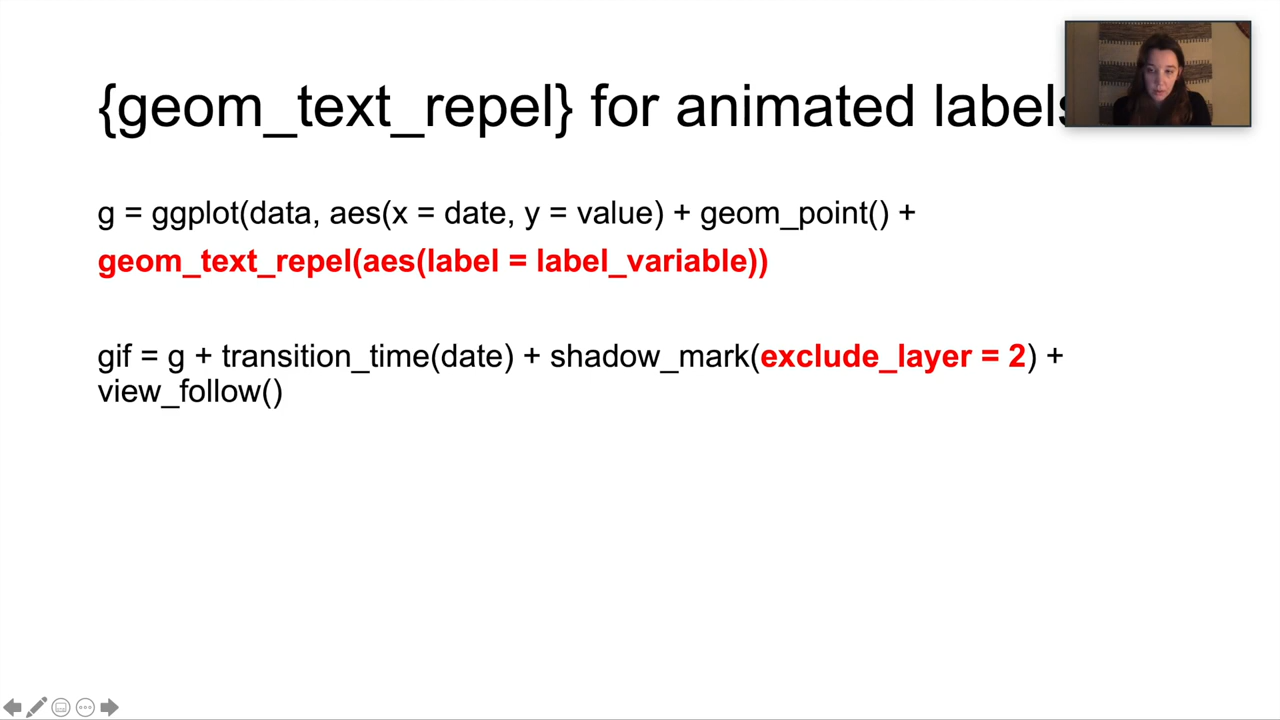 {geom_text_repel} for animated label
g = ggplot(data, aes(x = date, y = value) + geom_point() +
geom_text_repel(aes(label = label_variable))
gif = g + transition_time(date) + shadow_mark(exclude_layer = 2) +
view_follow()